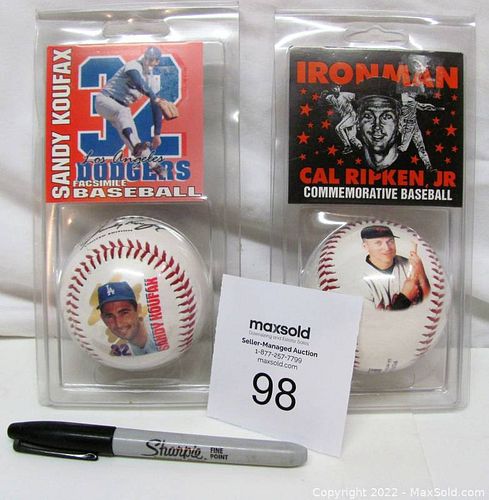 SANDY KOUFAX
32
Los Angeles
DODGERS
FACSIMILE
BASEBALL
IRONMAN
CAL RIPKEN, JR
COMMEMORATIVE BASEBALL
LA
32
SANDY KOUFAX
maxsold
Downsizing and Estate Sales
Seller-Managed Auction
1-877-257-7799
maxsold.com
98
Sharpie
FINE
POINT
Copyright 2022 - MaxSold.com